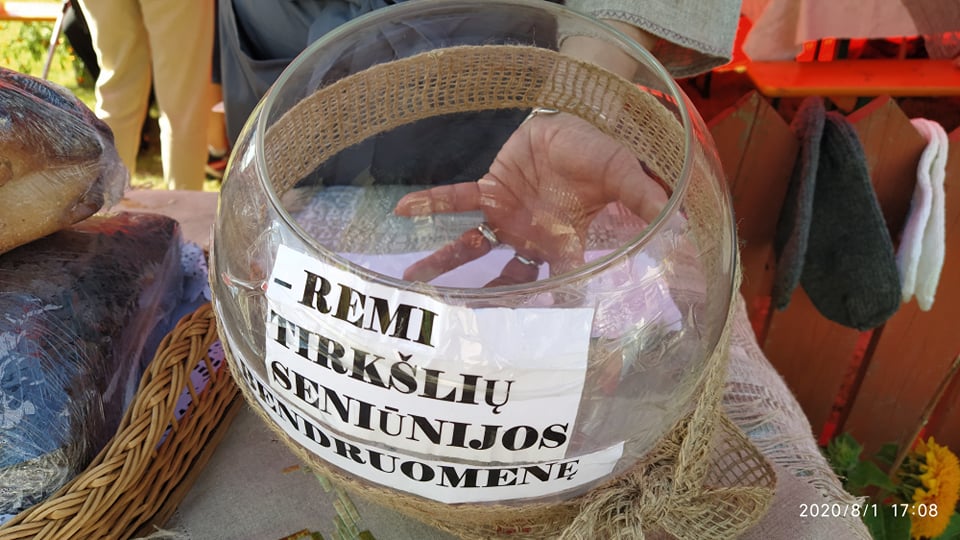 – REMI
TIRKŠLIŲ
SENIŪNIJOS
BENDRUOMENĘ
2020/8/1 17:08